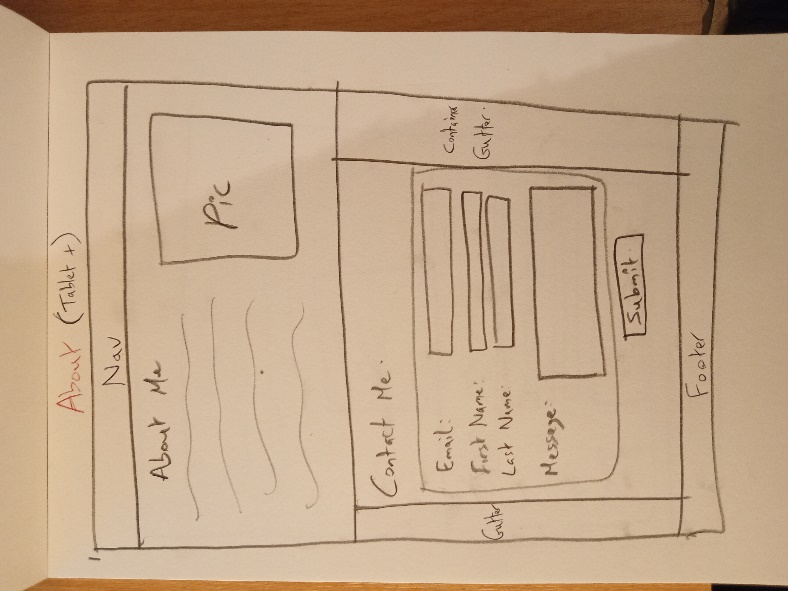 About (Tablet +)
Nav
About Me
Pic
Contact Me.
Container
Gutter.
Gutter
Email:
First Name:
Last Name:
Message:
Submit.
Footer